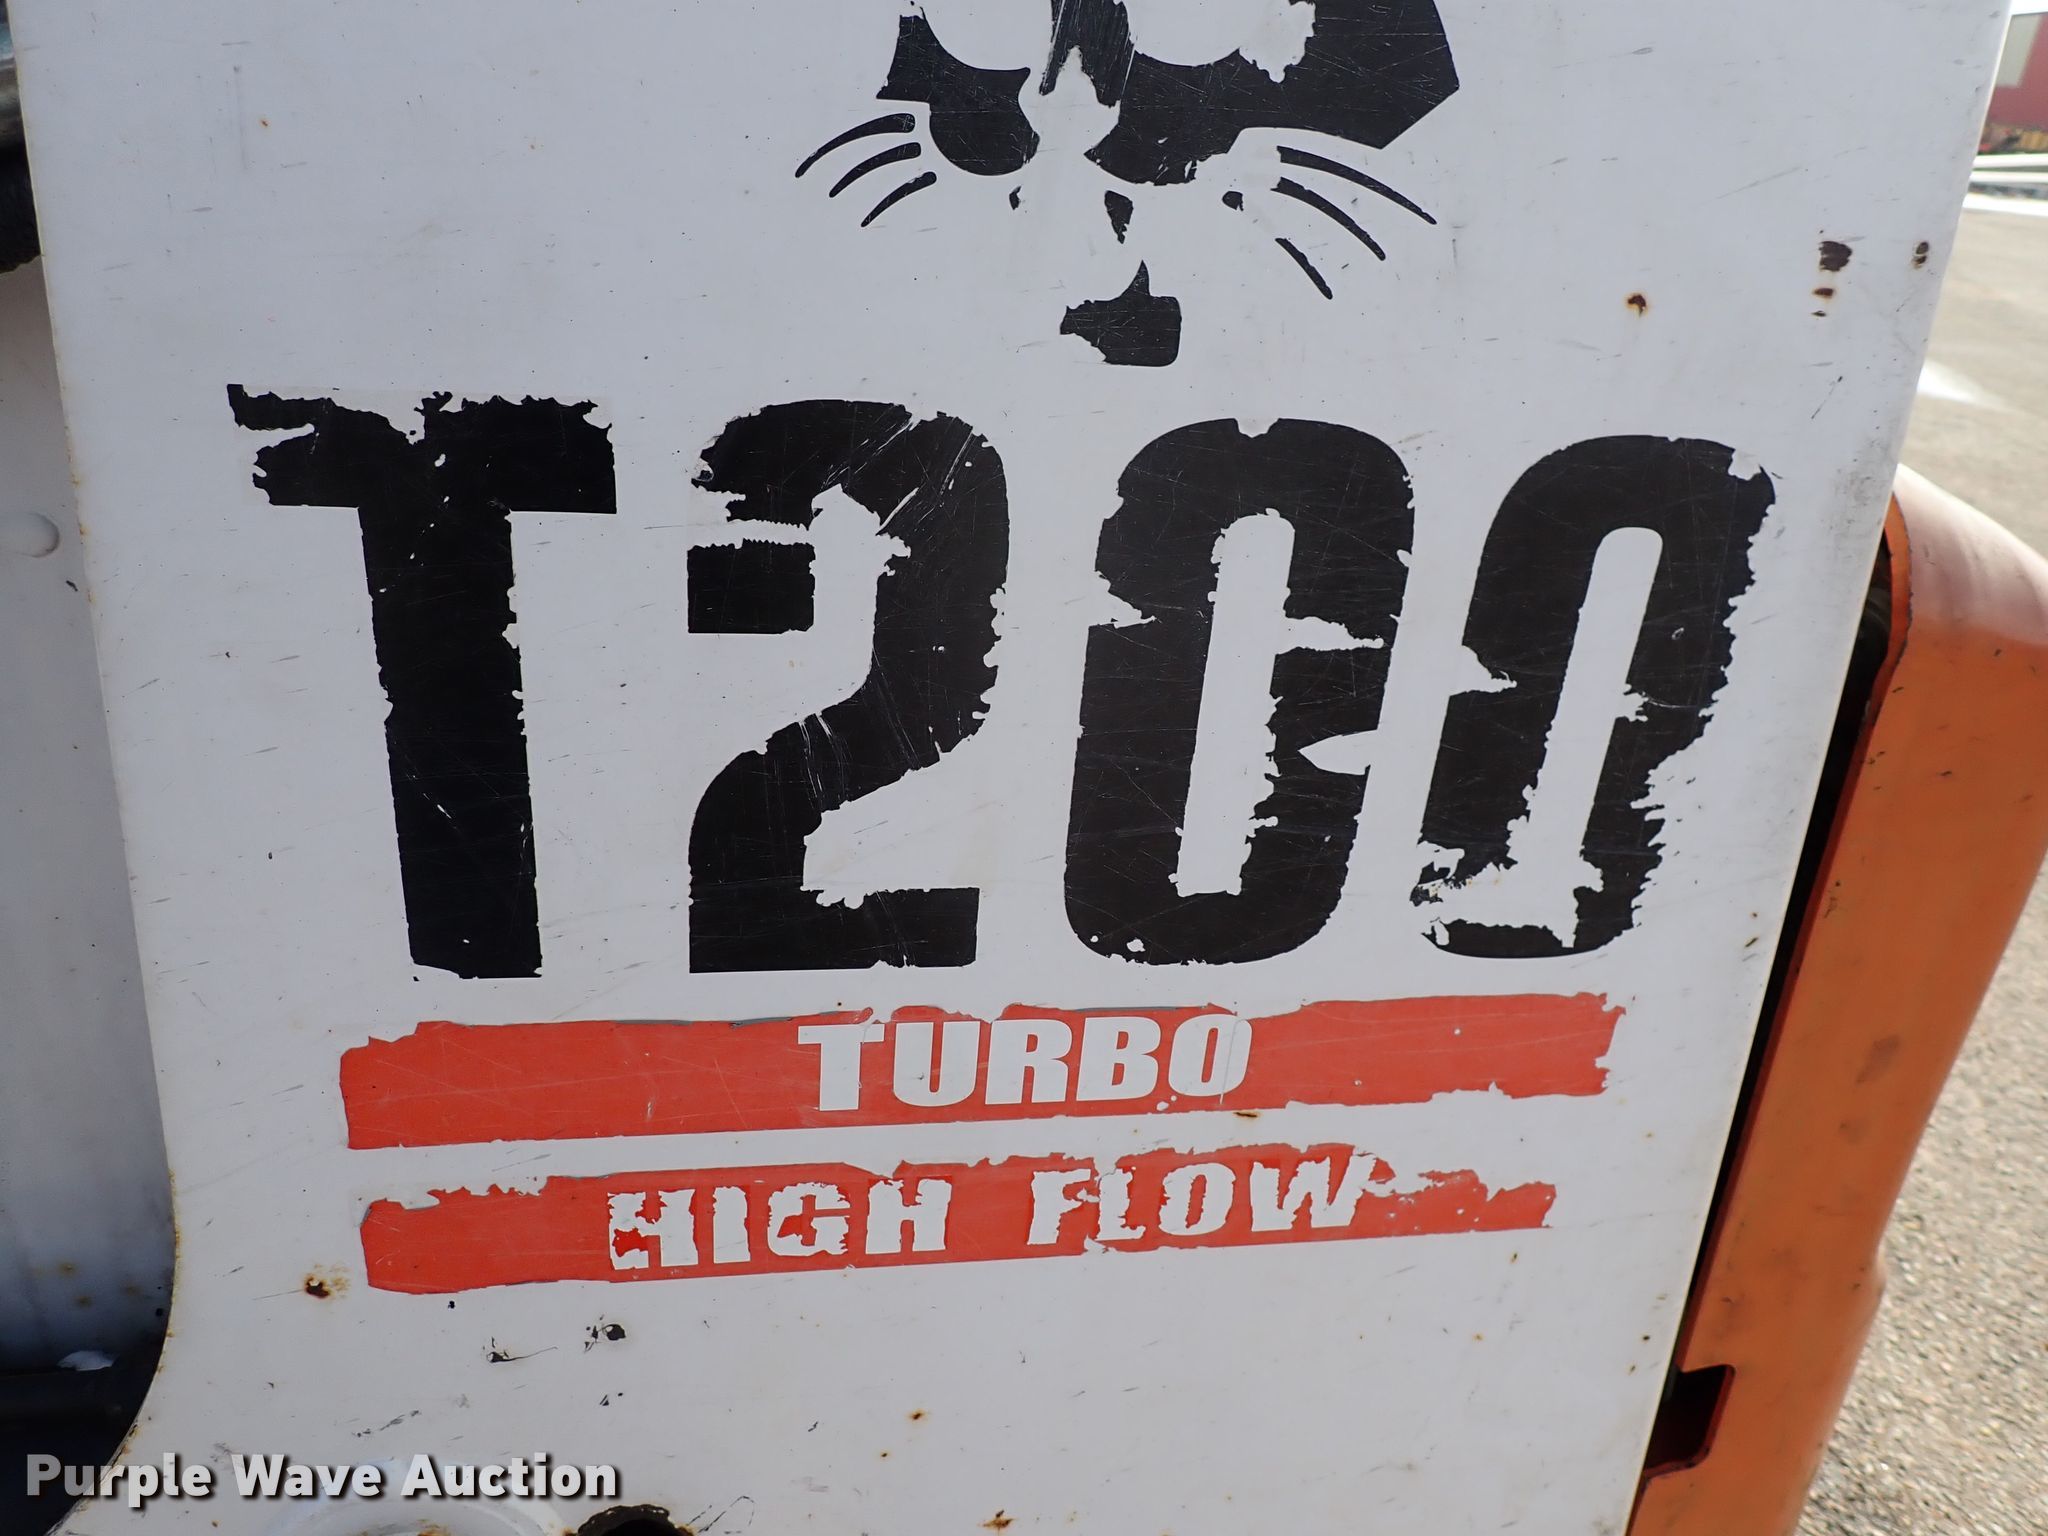 T200
TURBO
HIGH FLOW
Purple Wave Auction